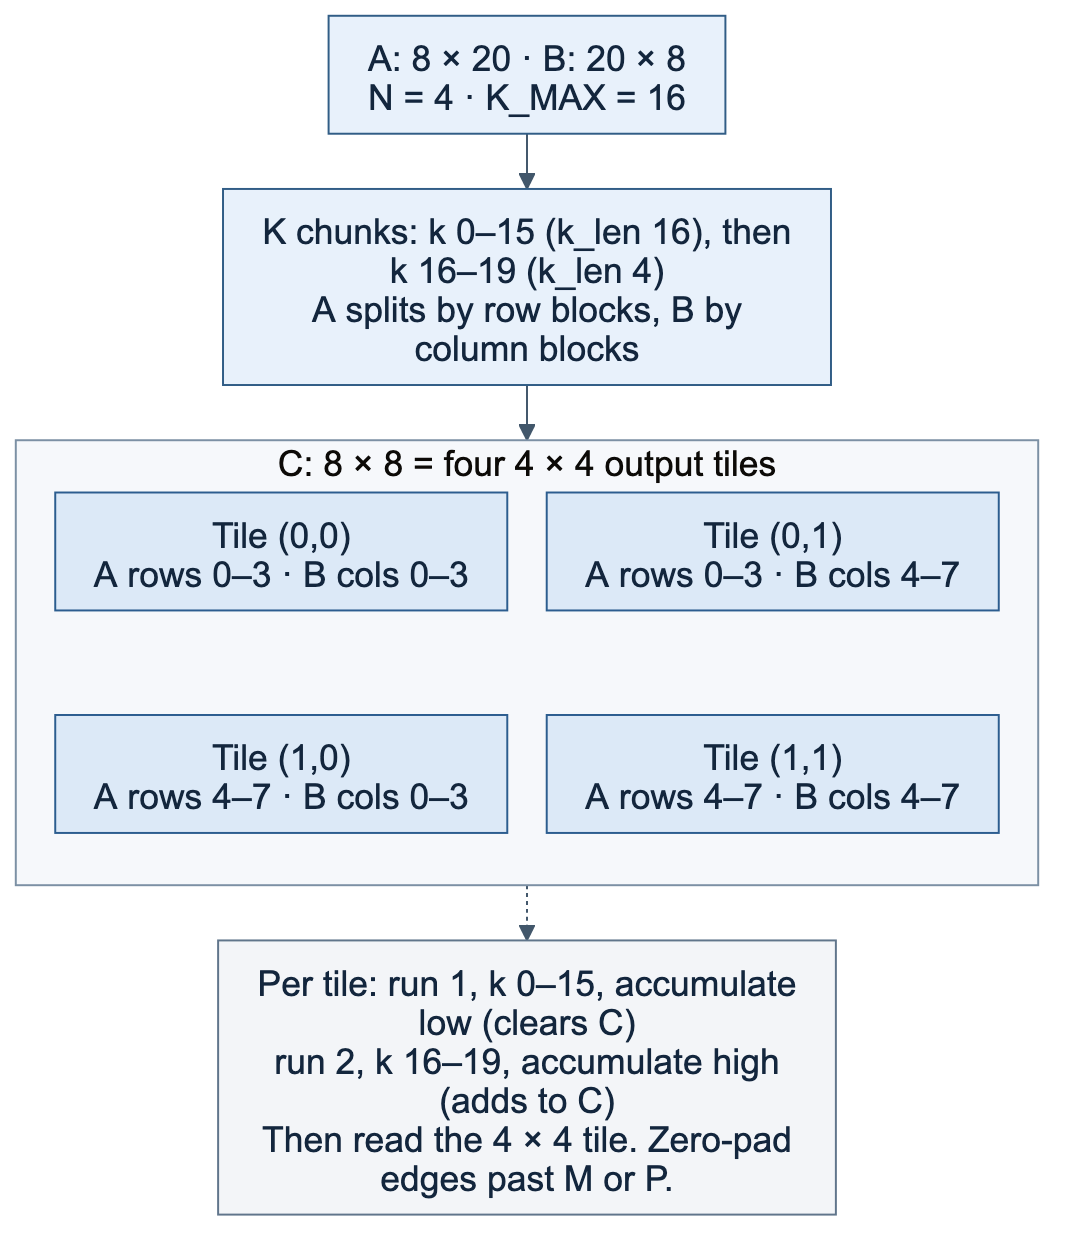 A: 8 × 20 · B: 20 × 8
N = 4 · K_MAX = 16
K chunks: k 0–15 (k_len 16), then
k 16–19 (k_len 4)
A splits by row blocks, B by
column blocks
C: 8 × 8 = four 4 × 4 output tiles
Tile (0,0)
A rows 0–3 · B cols 0–3
Tile (0,1)
A rows 0–3 · B cols 4–7
Tile (1,0)
A rows 4–7 · B cols 0–3
Tile (1,1)
A rows 4–7 · B cols 4–7
Per tile: run 1, k 0–15, accumulate
low (clears C)
run 2, k 16–19, accumulate high
(adds to C)
Then read the 4 × 4 tile. Zero-pad
edges past M or P.